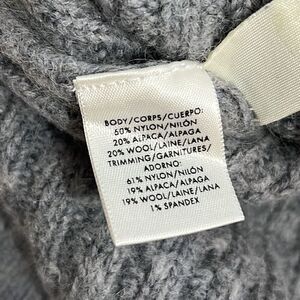 BODY/CORPS/CUERPO:
60% NYLON/NILÓN
20% ALPACA/ALPAGA
20% WOOL/LAINE/LANA
TRIMMING/GARNITURES/
ADORNO:
61% NYLON/NILÓN
19% ALPACA/ALPAGA
19% WOOL/LAINE/LANA
1% SPANDEX